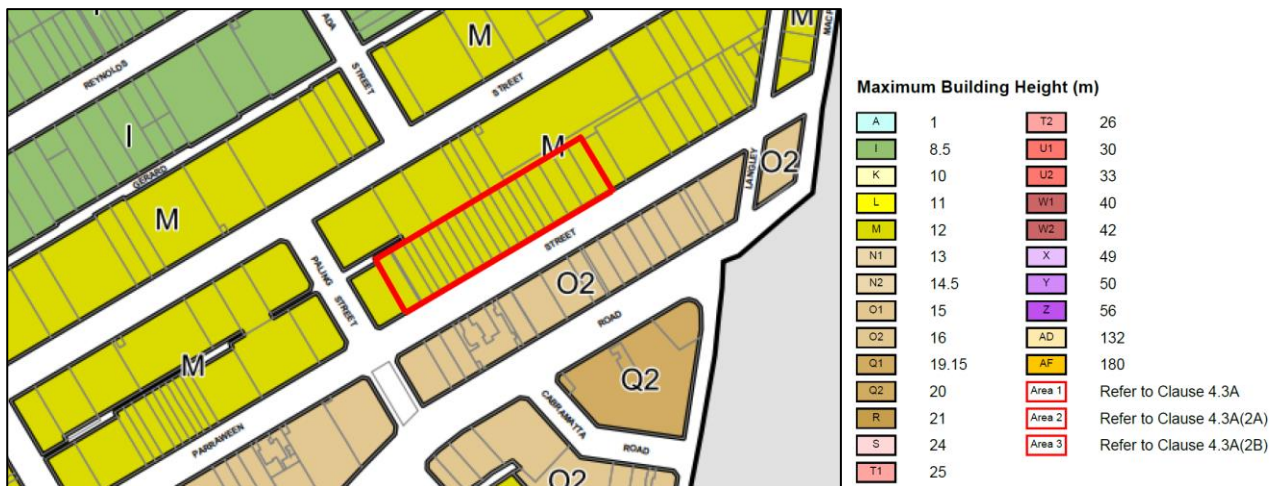 M
MACP
ADA
STREET
M
REYNOLDS
STREET
I
GERARD
M
O2
LANGLEY
M
STREET
PALING
STREET
O2
ROAD
M
Q2
CABRAMATTA
ROAD
PARRAWEEN
O2
Maximum Building Height (m)
A 1
I 8.5
K 10
L 11
M 12
N1 13
N2 14.5
O1 15
O2 16
Q1 19.15
Q2 20
R 21
S 24
T1 25
T2 26
U1 30
U2 33
W1 40
W2 42
X 49
Y 50
Z 56
AD 132
AF 180
Area 1 Refer to Clause 4.3A
Area 2 Refer to Clause 4.3A(2A)
Area 3 Refer to Clause 4.3A(2B)